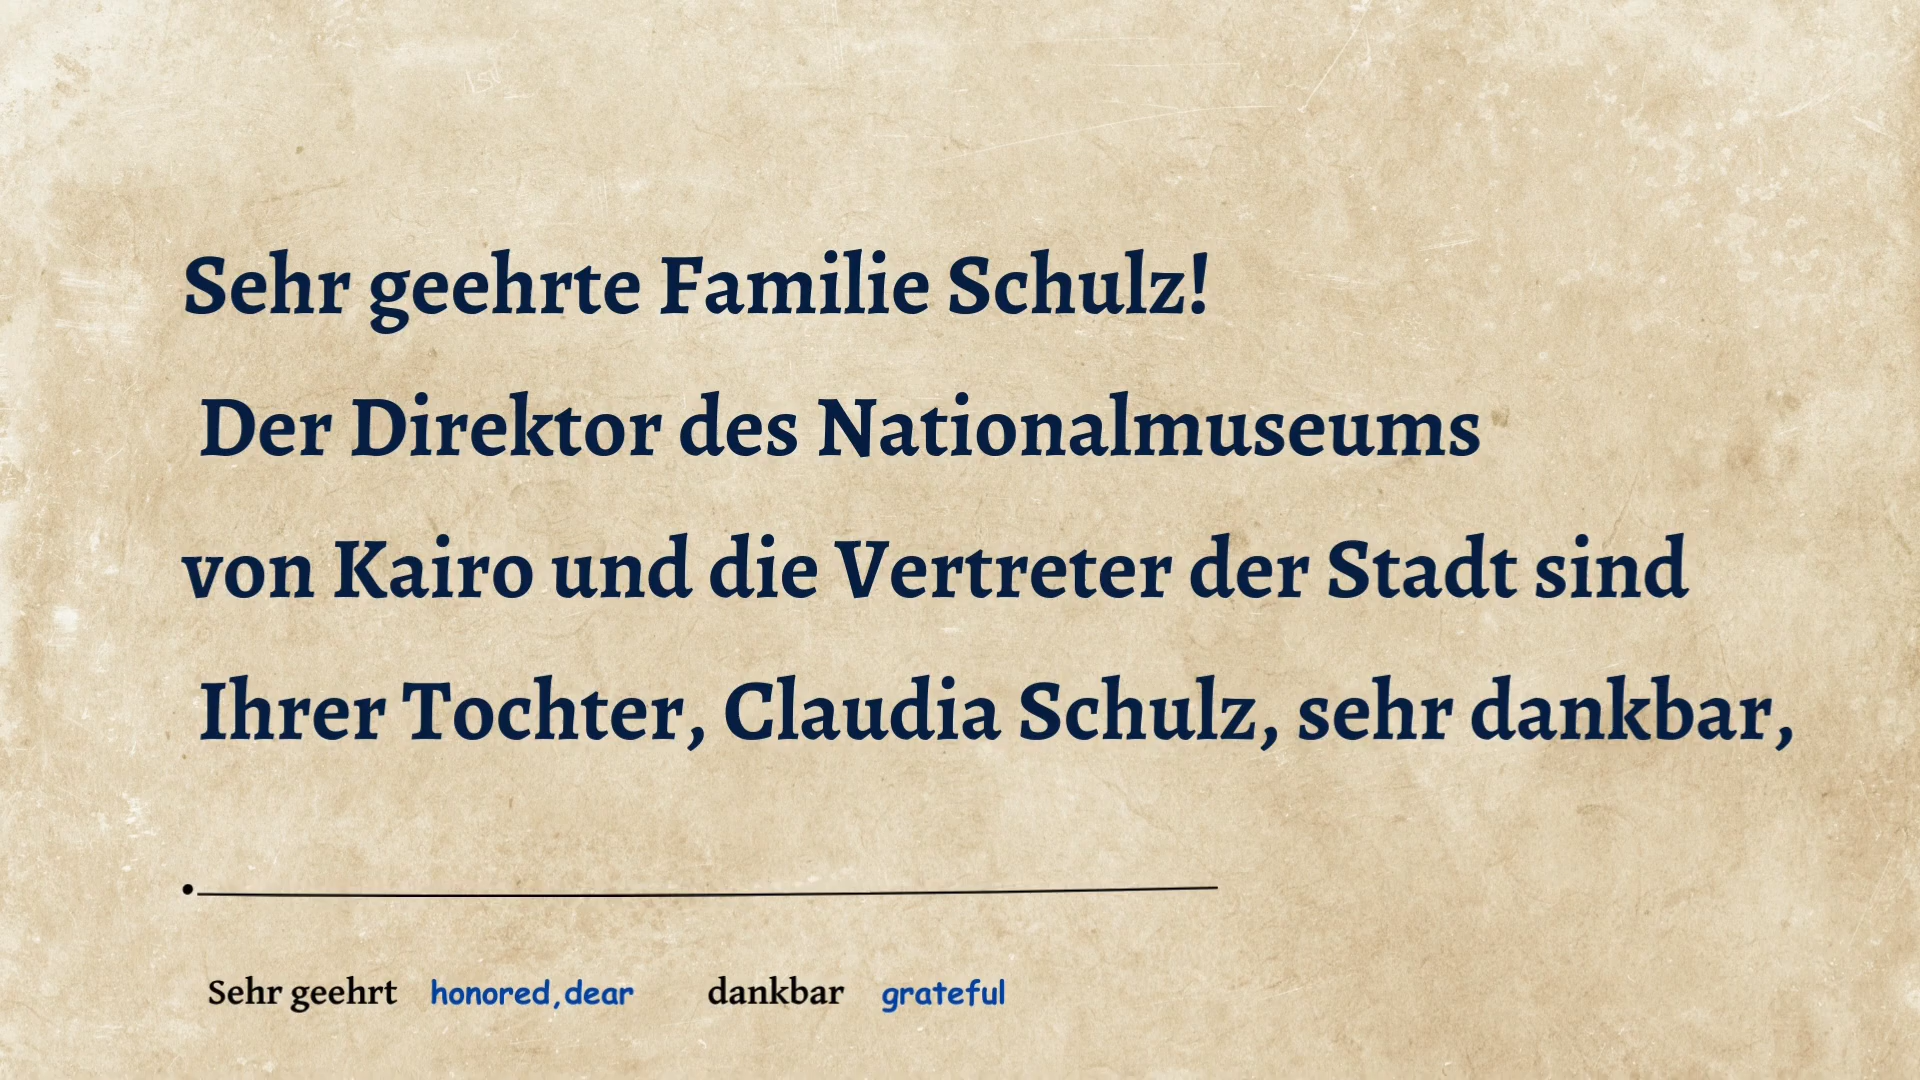 Sehr geehrte Familie Schulz!
Der Direktor des Nationalmuseums
von Kairo und die Vertreter der Stadt sind
Ihrer Tochter, Claudia Schulz, sehr dankbar,
Sehr geehrt honored,dear dankbar grateful